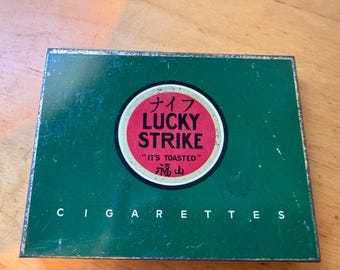 ナイフ
LUCKY
STRIKE
"IT'S TOASTED"
福山
CIGARETTES